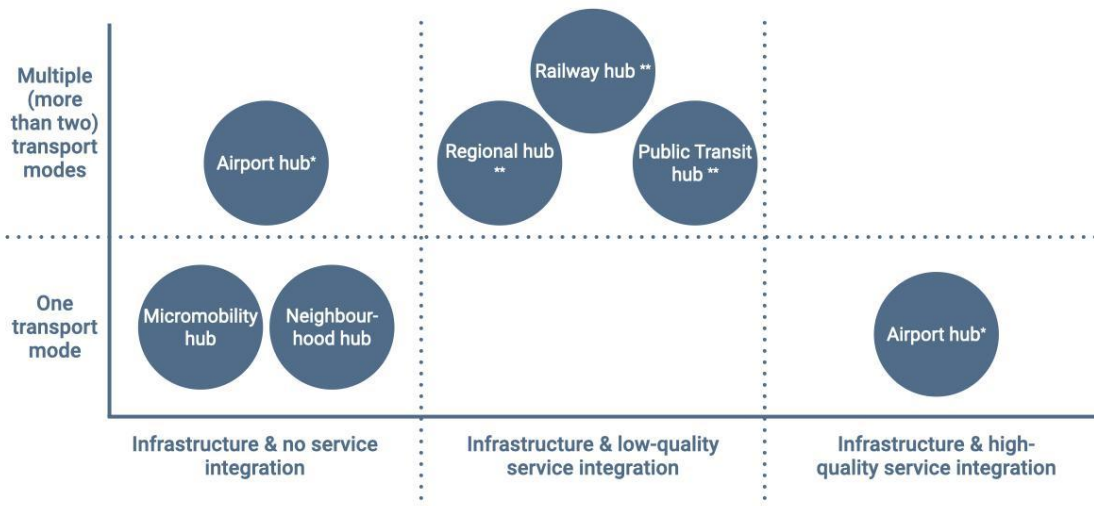 Multiple
(more
than two)
transport
modes
Railway hub **
Airport hub*
Regional hub
**
Public Transit
hub **
One
transport
mode
Micromobility
hub
Neighbour-
hood hub
Airport hub*
Infrastructure & no service
integration
Infrastructure & low-quality
service integration
Infrastructure & high-
quality service integration